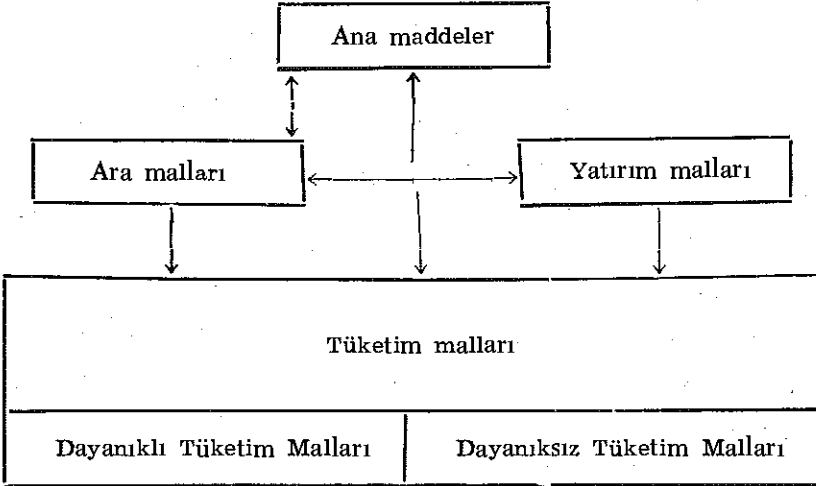 Ana maddeler
Ara malları
Yatırım malları
Tüketim malları
Dayanıklı Tüketim Malları
Dayanıksız Tüketim Malları